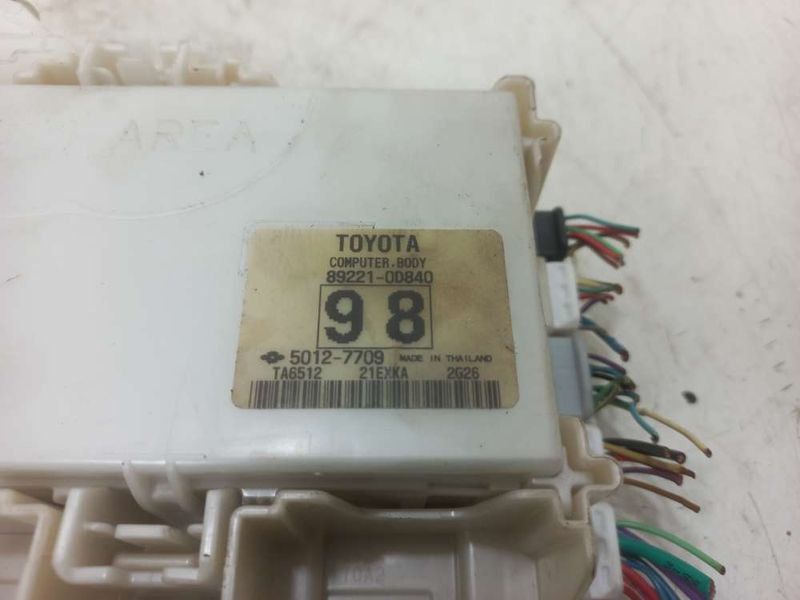 AREA
TOYOTA
COMPUTER.BODY
89221-0D840
98
5012-7709 MADE IN THAILAND
TA6512 21EXKA 2G26